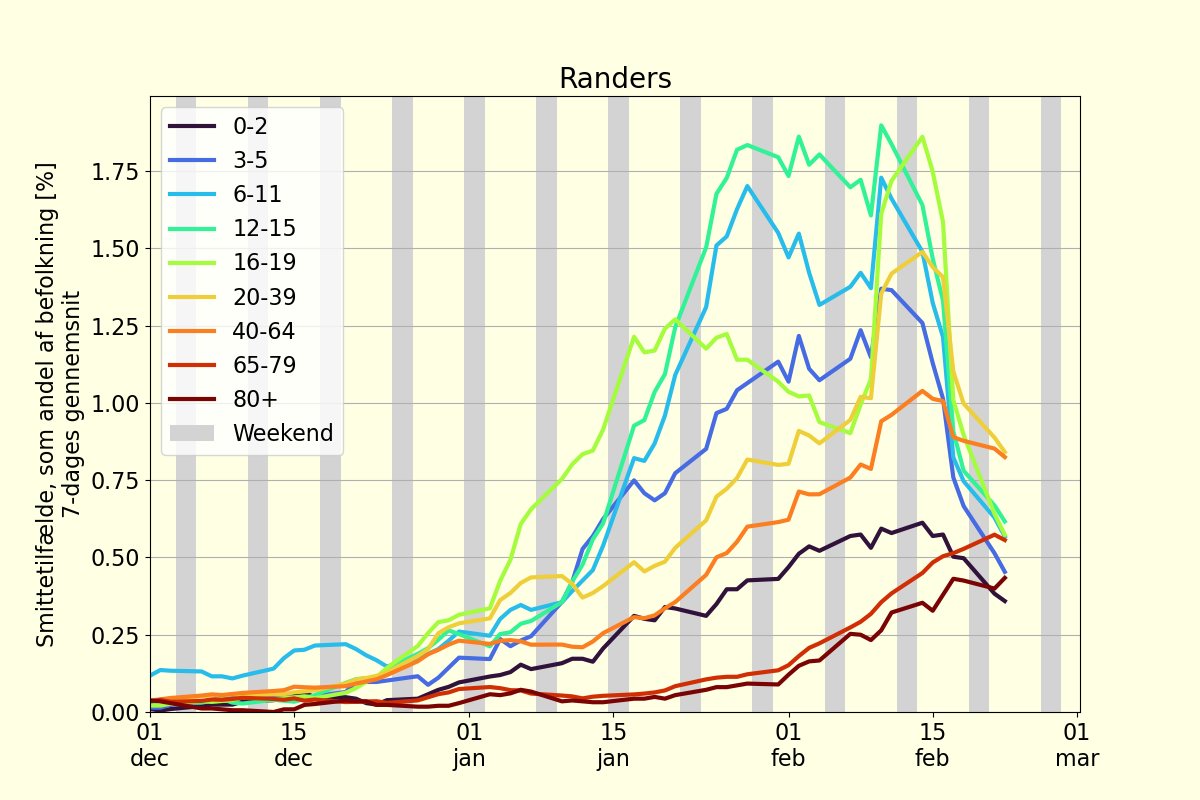 Randers
Smittetilfælde, som andel af befolkning [%]
7-dages gennemsnit
1.75
1.50
1.25
1.00
0.75
0.50
0.25
0.00
0-2
3-5
6-11
12-15
16-19
20-39
40-64
65-79
80+
Weekend
01 15 01 15 01 15 01
dec dec jan jan feb feb mar